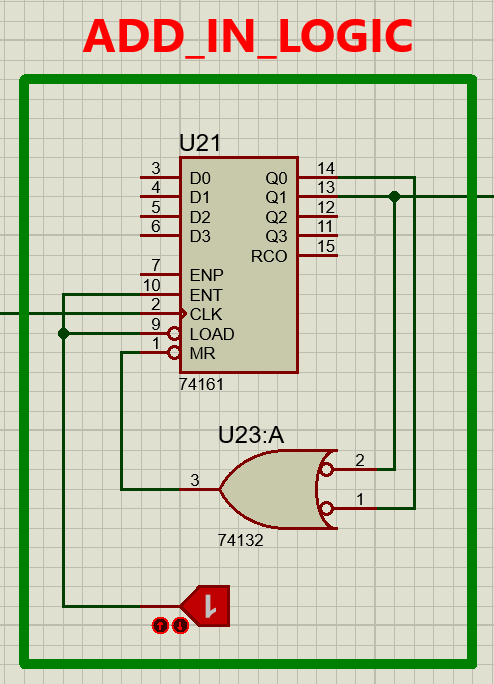 ADD_IN_LOGIC
U21
3 D0 Q0 14
4 D1 Q1 13
5 D2 Q2 12
6 D3 Q3 11
RCO 15
7 ENP
10 ENT
2 CLK
9 LOAD
1 MR
74161
U23:A
2
3
1
74132
1